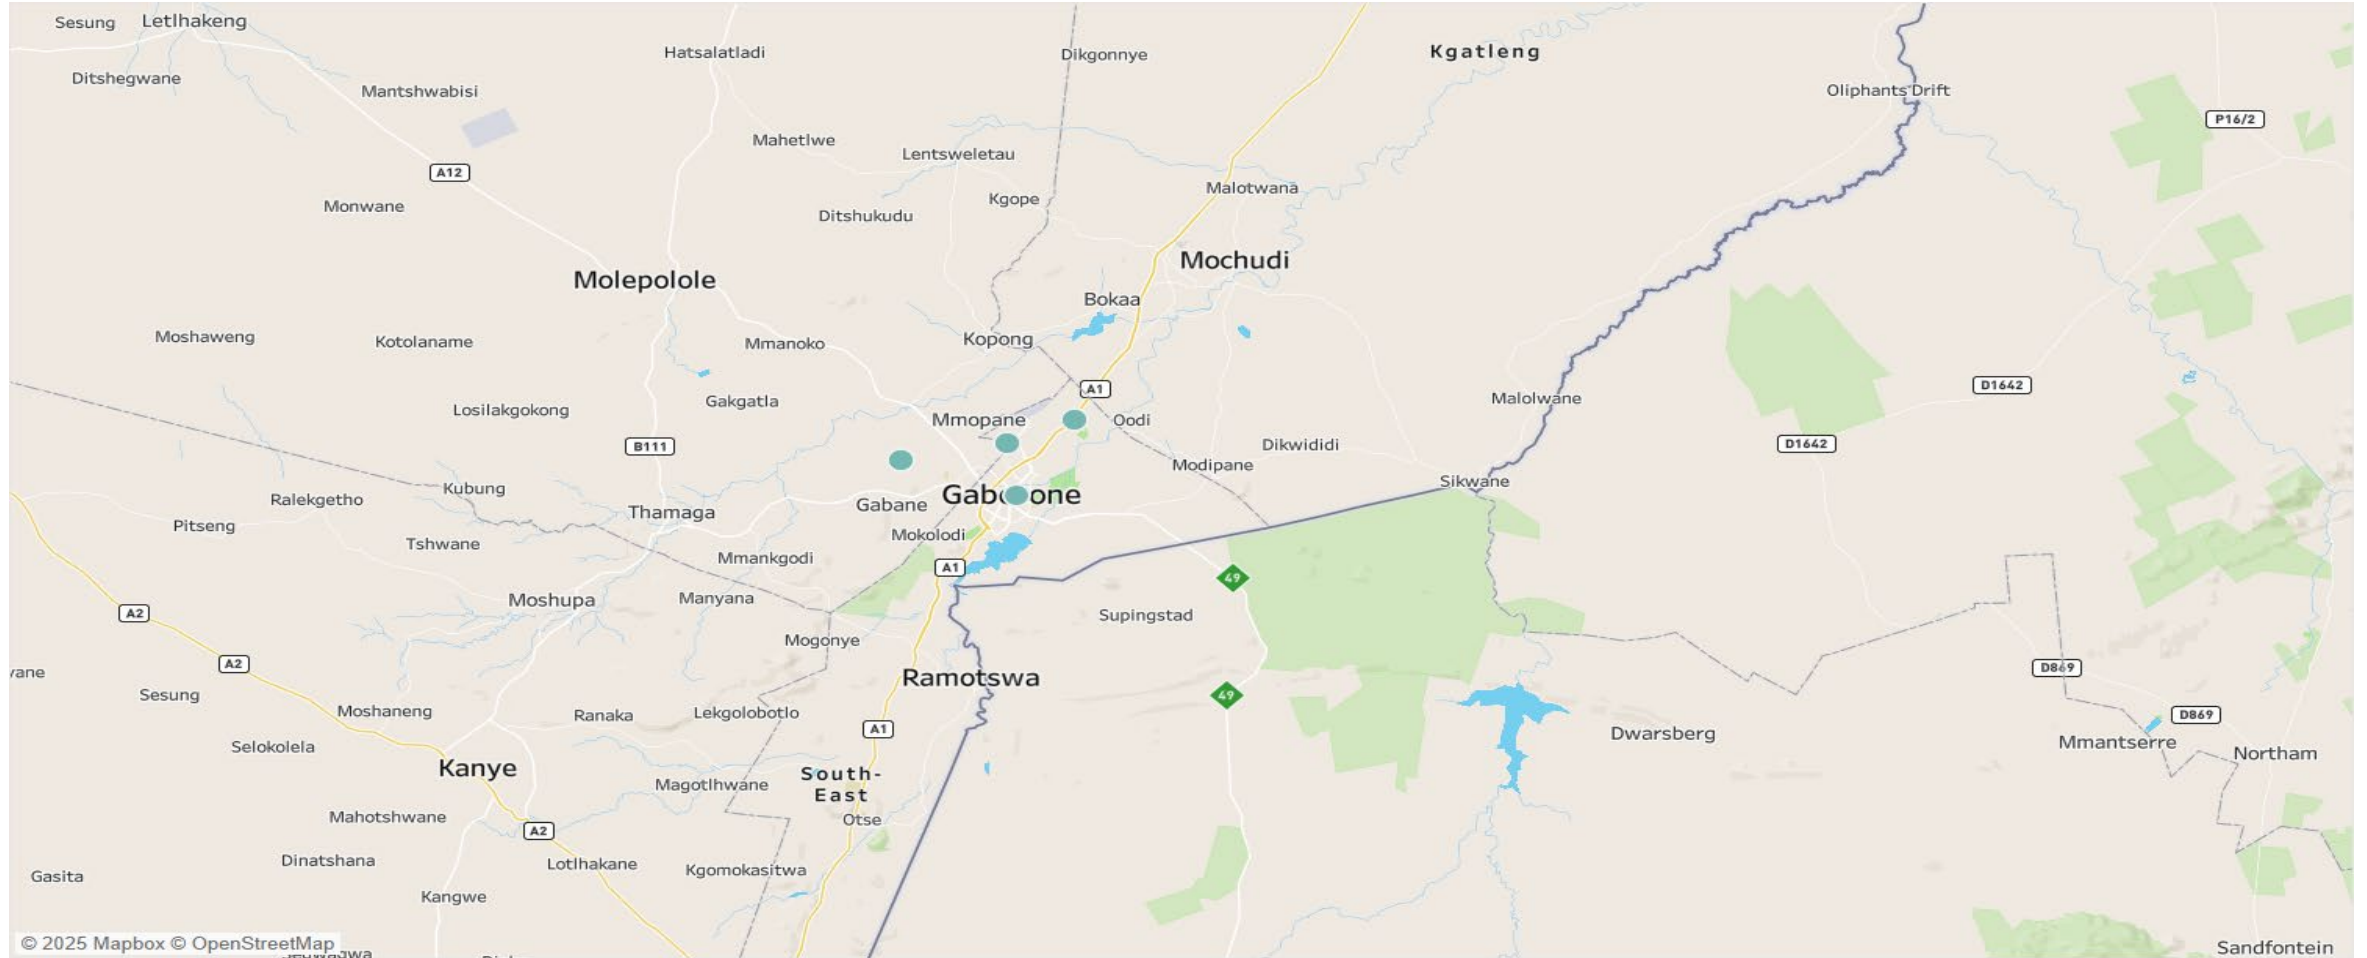 Sesung
Letlhakeng
Hatsalatladi
Dikgonnye
Kgatleng
Ditshegwane
Mantshwabisi
Oliphants Drift
P16/2
Mahetlwe
Lentsweletau
A12
Malotwana
Monwane
Kgope
Ditshukudu
Mochudi
Molepolole
Bokaa
Moshaweng
Kotolaname
Mmanoko
Kopong
A1
D1642
Gakgatla
Malolwane
Losilakgokong
Mmopane
Oodi
B111
Dikwididi
D1642
Modipane
Sikwane
Kubung
Ralekgetho
Gabane
Thamaga
Pitseng
Mokolodi
Tshwane
Mmankgodi
A1
49
Moshupa
Manyana
A2
Supingstad
Mogonye
A2
D869
Ramotswa
Sesung
49
Moshaneng
Ranaka
Lekgolobotlo
D869
A1
Dwarsberg
Selokolela
Mmantserre
Northam
Kanye
South-
East
Magotlhwane
Mahotshwane
Otse
A2
Dinatshana
Lotlhakane
Kgomokasitwa
Gasita
Kangwe
© 2025 Mapbox © OpenStreetMap
Sandfontein